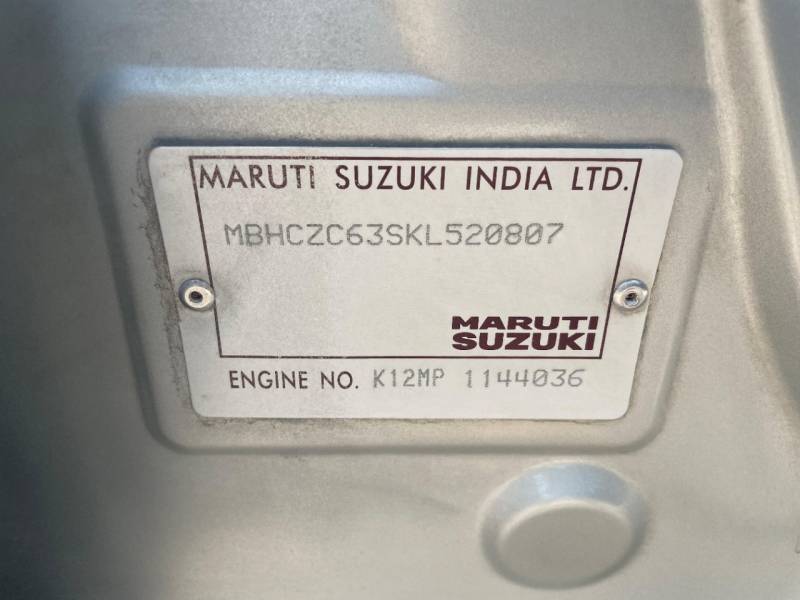 MARUTI SUZUKI INDIA LTD.
MBHCZC63SKL520807
MARUTI
SUZUKI
ENGINE NO. K12MP 1144036